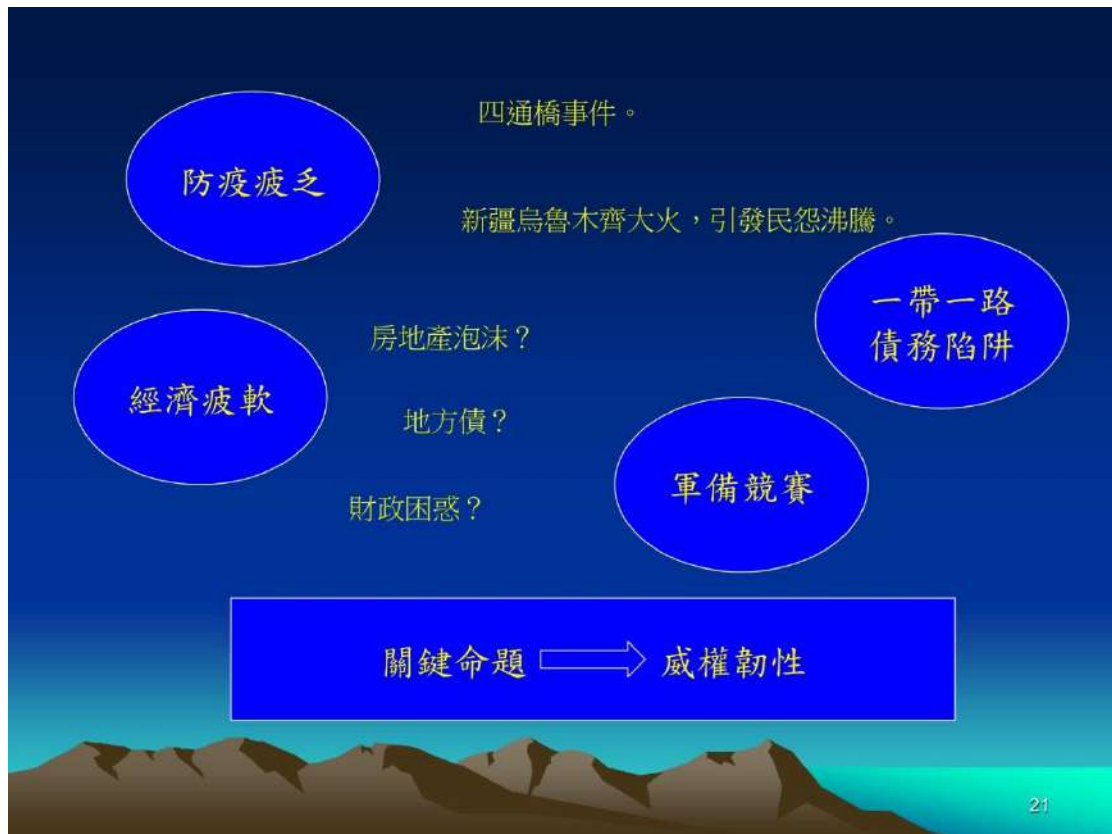 四通橋事件。
防疫疲乏
新疆烏魯木齊大火，引發民怨沸騰。
一帶一路
債務陷阱
房地產泡沫？
經濟疲軟
地方債？
軍備競賽
財政困惑？
關鍵命題 威權韌性
21